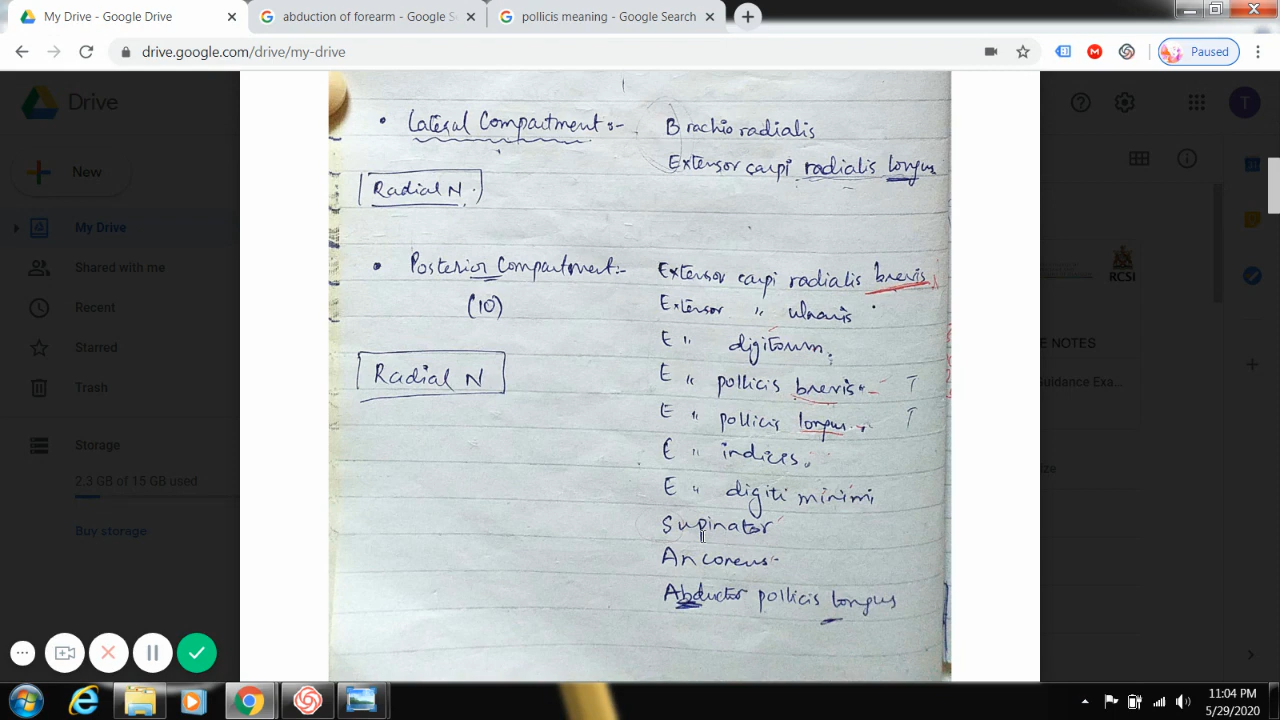 My Drive - Google Drive
abduction of forearm - Google S
pollicis meaning - Google Search
drive.google.com/drive/my-drive
Paused
Drive
T
New
My Drive
Shared with me
Recent
Starred
Trash
Storage
2.3 GB of 15 GB used
Buy storage
• Lateral Compartment :-
Brachioradialis
Extensor carpi radialis longus
Radial N.
• Posterior Compartment:-
(10)
Radial N
Extensor carpi radialis brevis
Extensor " ulnaris
E " digitorum
E " pollicis brevis T
E " pollicis longus T
E " indices
E " digiti minimi
Supinator
Anconeus
Abductor pollicis longus
RCSI
E NOTES
Guidance Exa...
11:04 PM
5/29/2020